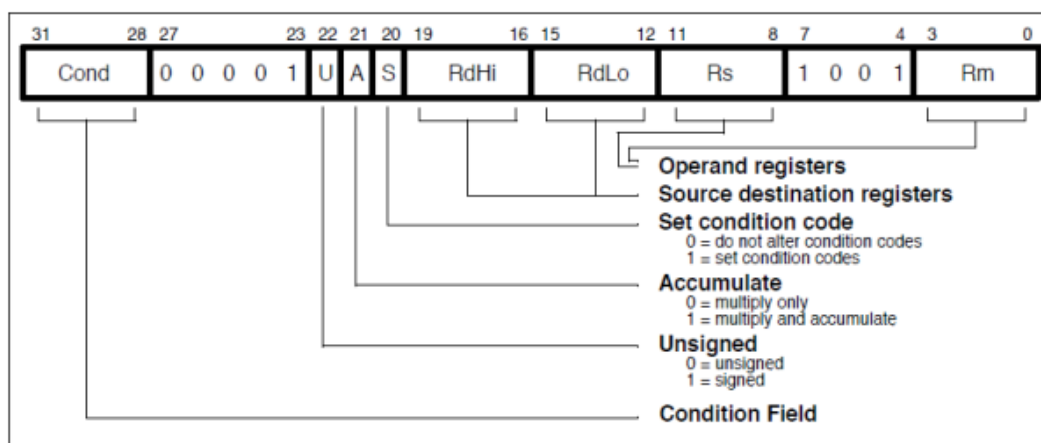 31 28 27 23 22 21 20 19 16 15 12 11 8 7 4 3 0
Cond 0 0 0 0 1 U A S RdHi RdLo Rs 1 0 0 1 Rm
Operand registers
Source destination registers
Set condition code
0 = do not alter condition codes
1 = set condition codes
Accumulate
0 = multiply only
1 = multiply and accumulate
Unsigned
0 = unsigned
1 = signed
Condition Field